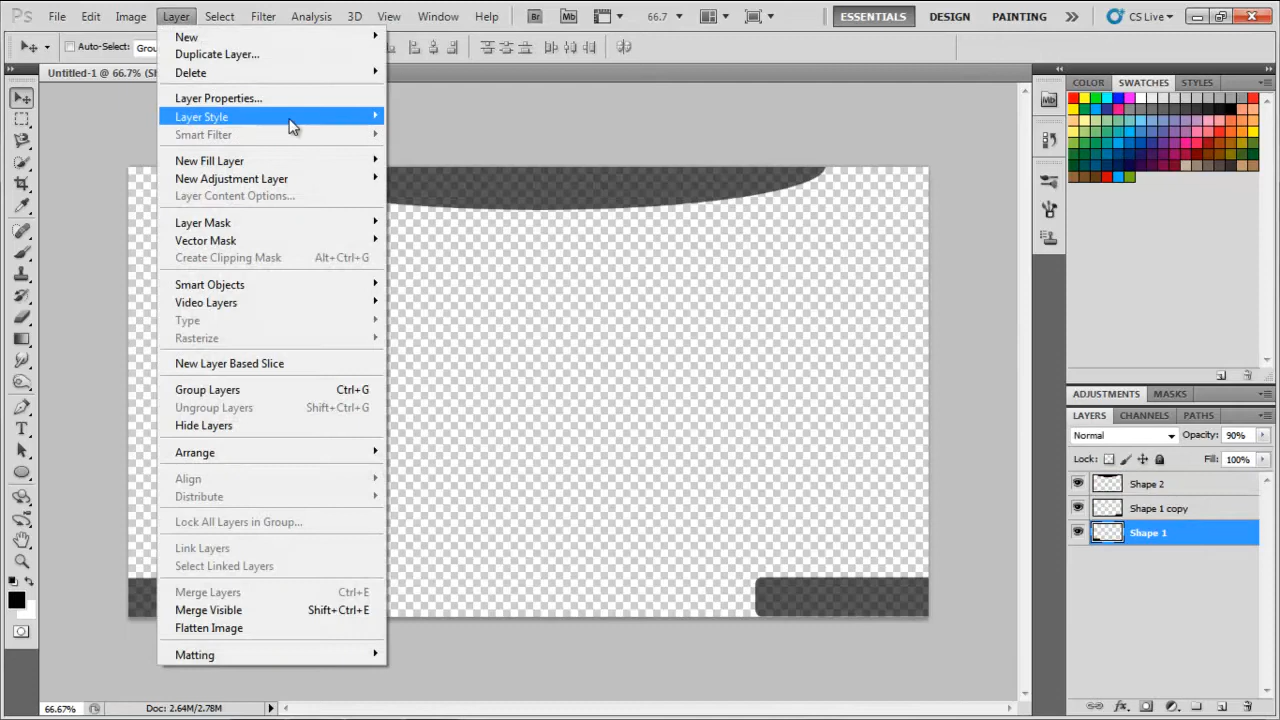 Ps File Edit Image Layer Select Filter Analysis 3D View Window Help Br Mb 66.7 ESSENTIALS DESIGN PAINTING CS Live
Auto-Select: Grou
Untitled-1 @ 66.7% (Sh
New
Duplicate Layer...
Delete
Layer Properties...
Layer Style
Smart Filter
New Fill Layer
New Adjustment Layer
Layer Content Options...
Layer Mask
Vector Mask
Create Clipping Mask Alt+Ctrl+G
Smart Objects
Video Layers
Type
Rasterize
New Layer Based Slice
Group Layers Ctrl+G
Ungroup Layers Shift+Ctrl+G
Hide Layers
Arrange
Align
Distribute
Lock All Layers in Group...
Link Layers
Select Linked Layers
Merge Layers Ctrl+E
Merge Visible Shift+Ctrl+E
Flatten Image
Matting
Mb
COLOR SWATCHES STYLES
ADJUSTMENTS MASKS
LAYERS CHANNELS PATHS
Normal Opacity: 90%
Lock: Fill: 100%
Shape 2
Shape 1 copy
Shape 1
66.67% Doc: 2.64M/2.78M